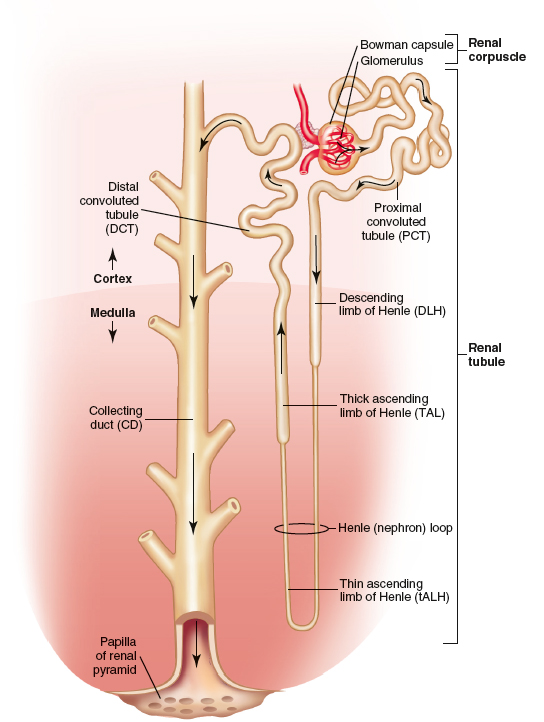 Bowman capsule
Glomerulus
Renal
corpuscle
Distal
convoluted
tubule
(DCT)
Proximal
convoluted
tubule (PCT)
Cortex
Medulla
Descending
limb of Henle (DLH)
Renal
tubule
Thick ascending
limb of Henle (TAL)
Collecting
duct (CD)
Henle (nephron) loop
Thin ascending
limb of Henle (tALH)
Papilla
of renal
pyramid